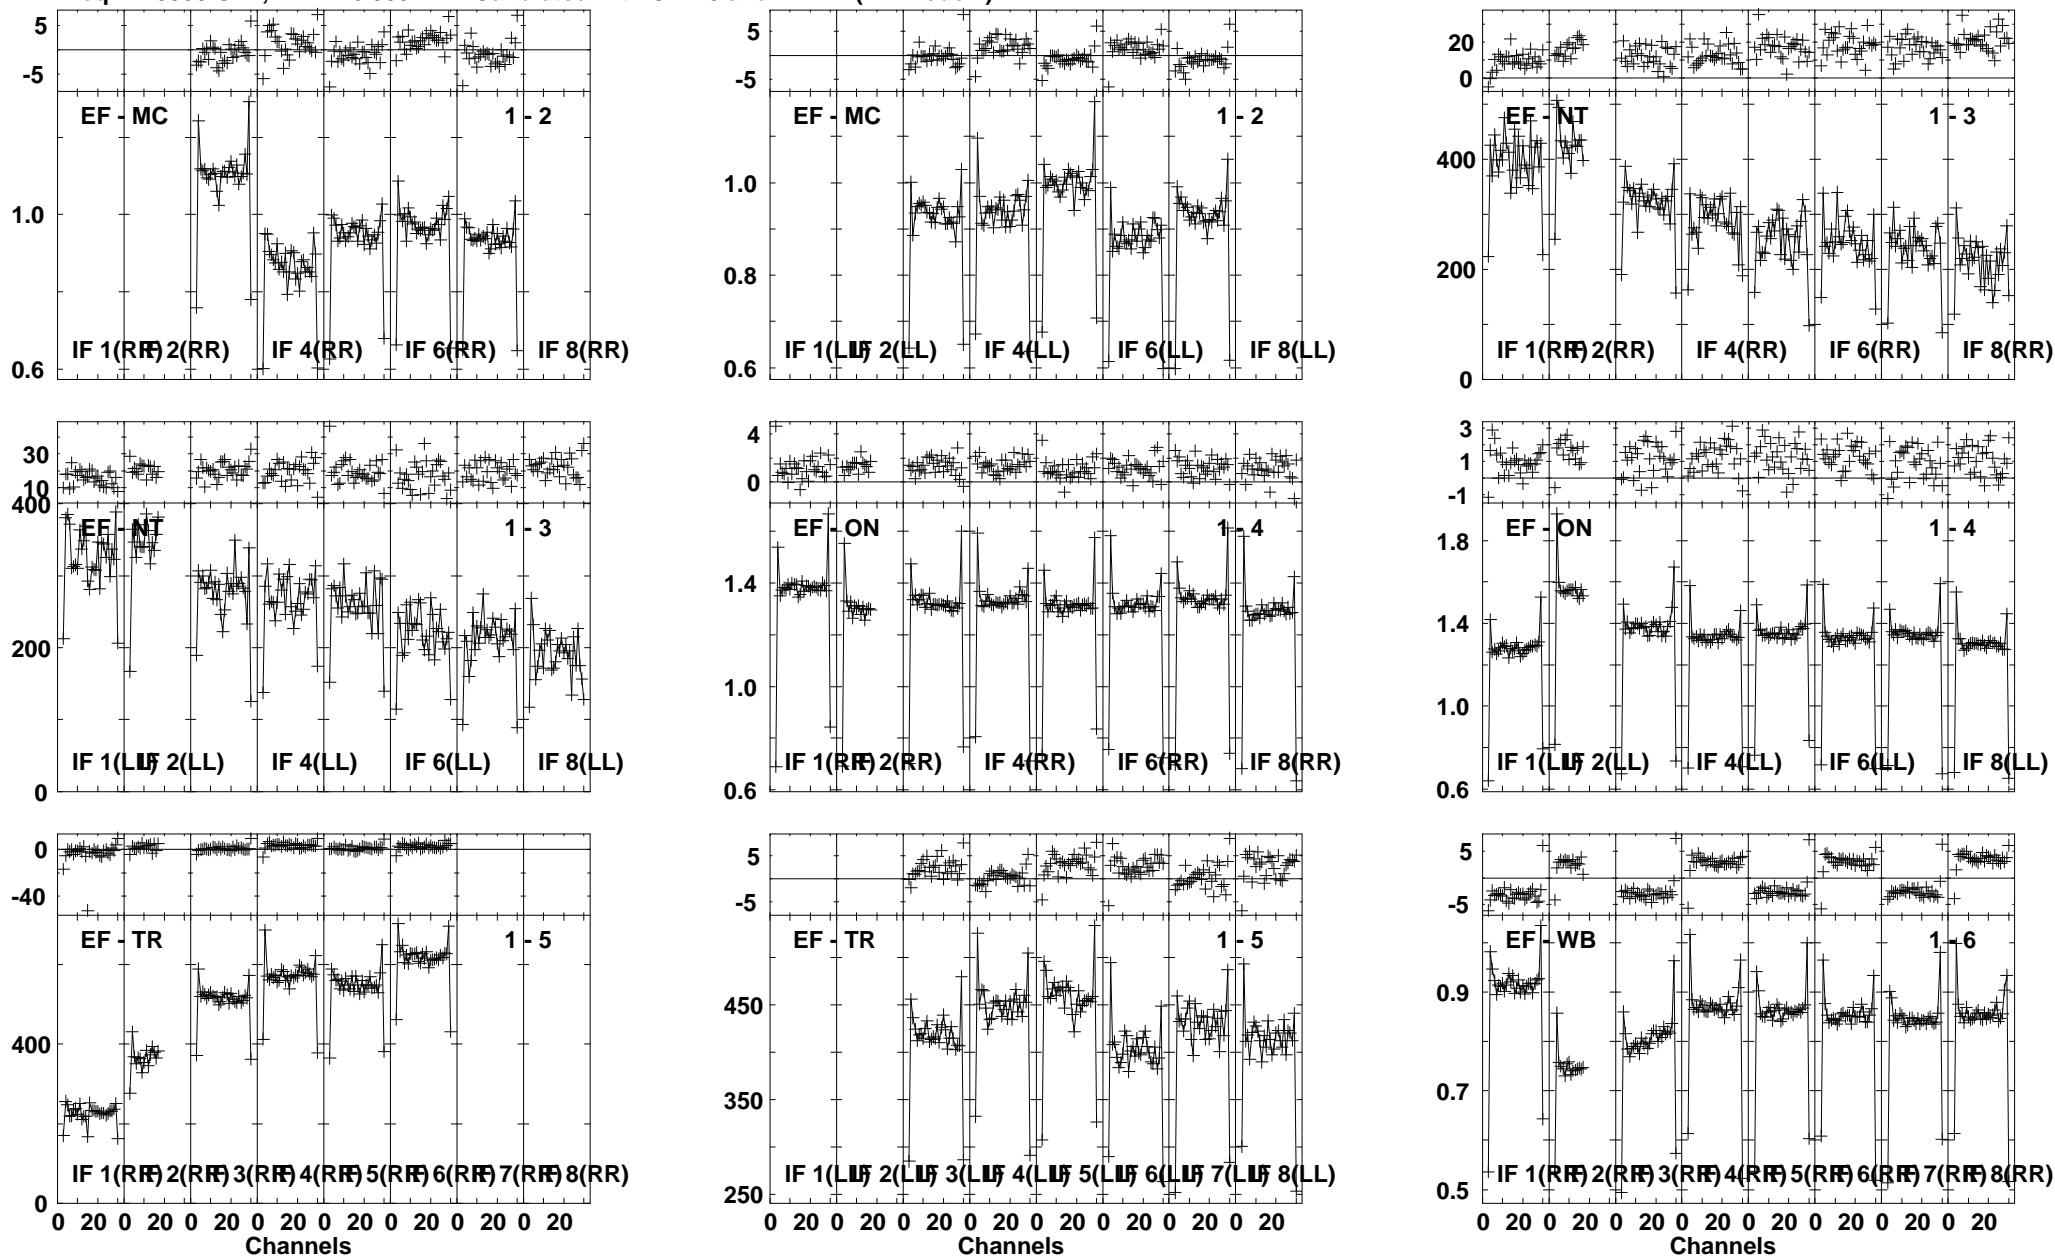 5
-5
EF - MC
1 - 2
1.0
0.6
IF 2(RR)
IF 4(RR)
IF 6(RR)
IF 8(RR)
5
-5
EF - MC
1 - 2
1.0
0.8
0.6
IF 1(LL)
IF 2(LL)
IF 4(LL)
IF 6(LL)
IF 8(LL)
20
0
EF - NT
1 - 3
400
200
0
IF 1(RR)
IF 2(RR)
IF 4(RR)
IF 6(RR)
IF 8(RR)
30
10
400
EF - NT
1 - 3
200
0
IF 1(LL)
IF 2(LL)
IF 4(LL)
IF 6(LL)
IF 8(LL)
4
0
EF - ON
1 - 4
1.4
1.0
0.6
IF 1(RR)
IF 2(RR)
IF 4(RR)
IF 6(RR)
IF 8(RR)
3
1
-1
EF - ON
1 - 4
1.8
1.4
1.0
0.6
IF 1(LL)
IF 2(LL)
IF 4(LL)
IF 6(LL)
IF 8(LL)
0
-40
EF - TR
1 - 5
400
0
IF 1(RR)
IF 2(RR)
IF 3(RR)
IF 4(RR)
IF 5(RR)
IF 6(RR)
IF 7(RR)
IF 8(RR)
0 20 0 20 0 20 0 20 0 20 0 20 0 20 0 20
Channels
5
-5
EF - TR
1 - 5
450
350
250
IF 1(LL)
IF 2(LL)
IF 3(LL)
IF 4(LL)
IF 5(LL)
IF 6(LL)
IF 7(LL)
IF 8(LL)
0 20 0 20 0 20 0 20 0 20 0 20 0 20 0 20
Channels
5
-5
EF - WB
1 - 6
0.9
0.7
0.5
IF 1(RR)
IF 2(RR)
IF 3(RR)
IF 4(RR)
IF 5(RR)
IF 6(RR)
IF 7(RR)
IF 8(RR)
0 20 0 20 0 20 0 20 0 20 0 20 0 20 0 20
Channels